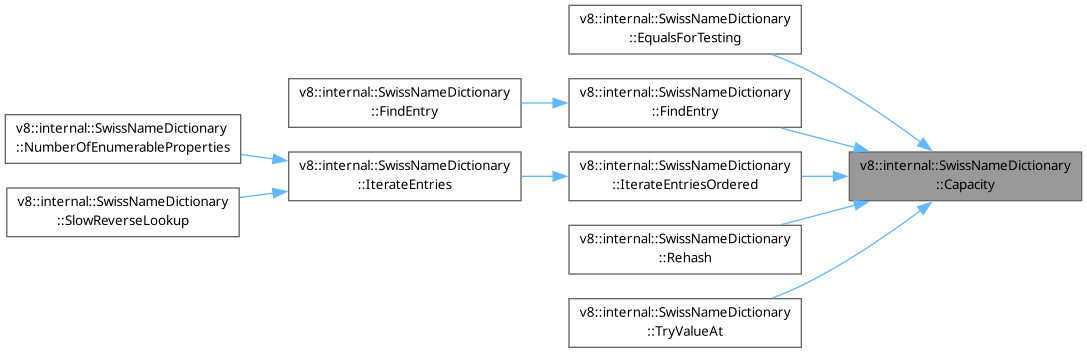 v8::internal::SwissNameDictionary
::EqualsForTesting
v8::internal::SwissNameDictionary
::FindEntry
v8::internal::SwissNameDictionary
::FindEntry
v8::internal::SwissNameDictionary
::NumberOfEnumerableProperties
v8::internal::SwissNameDictionary
::IterateEntries
v8::internal::SwissNameDictionary
::IterateEntriesOrdered
v8::internal::SwissNameDictionary
::Capacity
v8::internal::SwissNameDictionary
::SlowReverseLookup
v8::internal::SwissNameDictionary
::Rehash
v8::internal::SwissNameDictionary
::TryValueAt